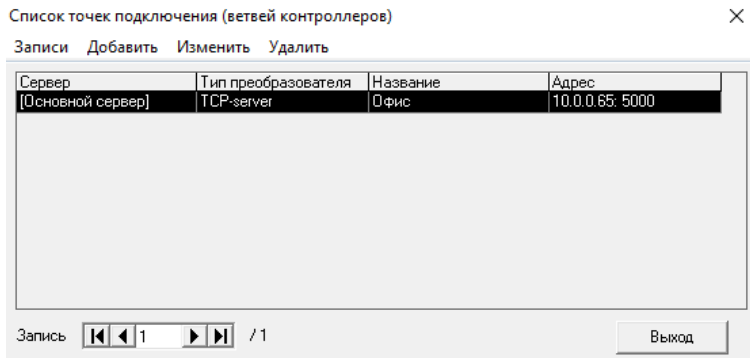 Список точек подключения (ветвей контроллеров)
Записи Добавить Изменить Удалить
Сервер Тип преобразователя Название Адрес
[Основной сервер] TCP-server Офис 10.0.0.65: 5000
Запись 1 / 1 Выход